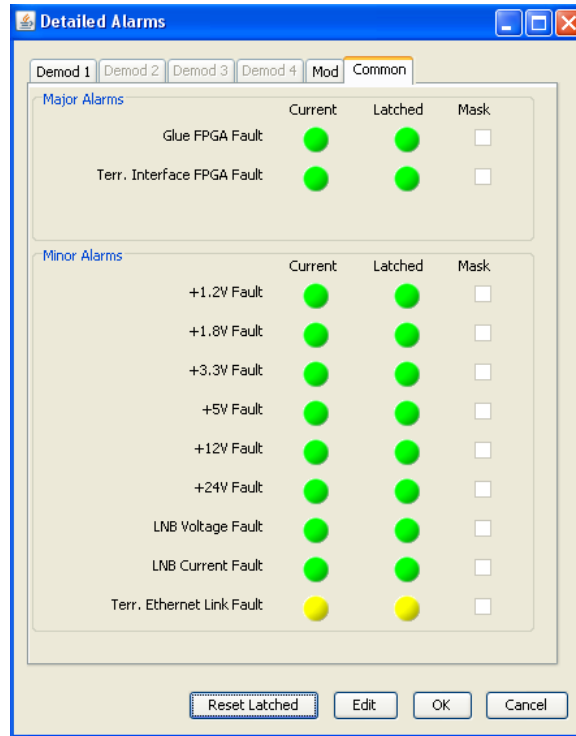 Detailed Alarms
Demod 1 Demod 2 Demod 3 Demod 4 Mod Common
Major Alarms
Current Latched Mask
Glue FPGA Fault
Terr. Interface FPGA Fault
Minor Alarms
Current Latched Mask
+1.2V Fault
+1.8V Fault
+3.3V Fault
+5V Fault
+12V Fault
+24V Fault
LNB Voltage Fault
LNB Current Fault
Terr. Ethernet Link Fault
Reset Latched Edit OK Cancel